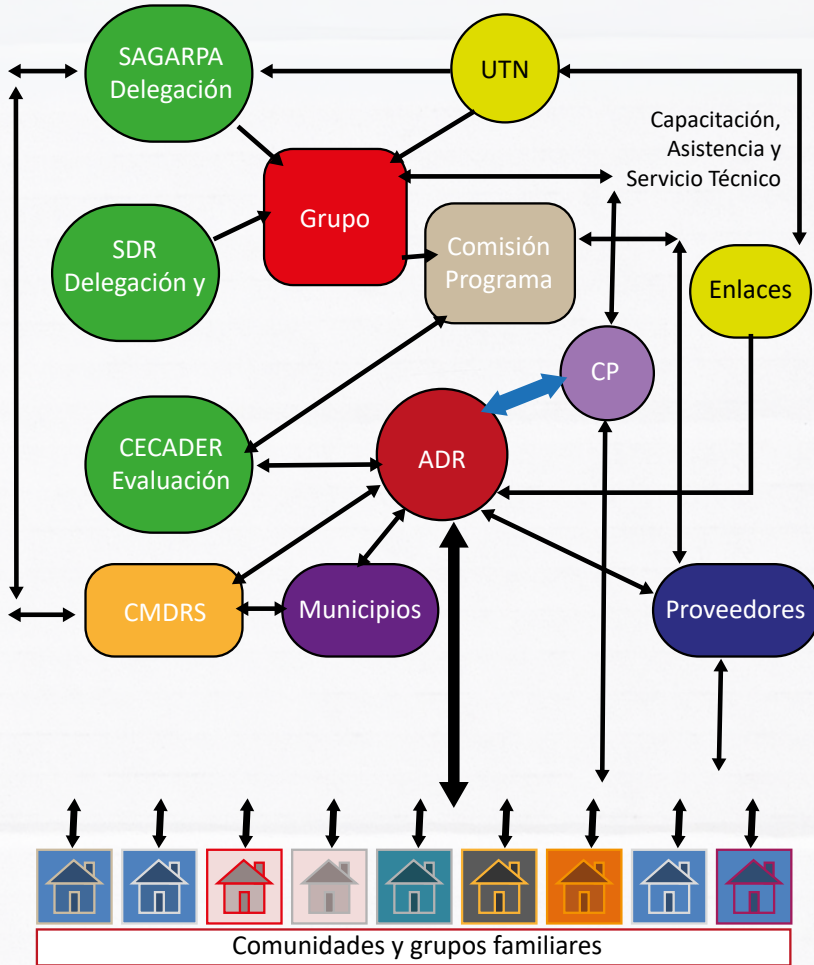 SAGARPA
Delegación
UTN
Capacitación,
Asistencia y
Servicio Técnico
Grupo
SDR
Delegación y
Comisión
Programa
Enlaces
CP
CECADER
Evaluación
ADR
CMDRS
Municipios
Proveedores
Comunidades y grupos familiares